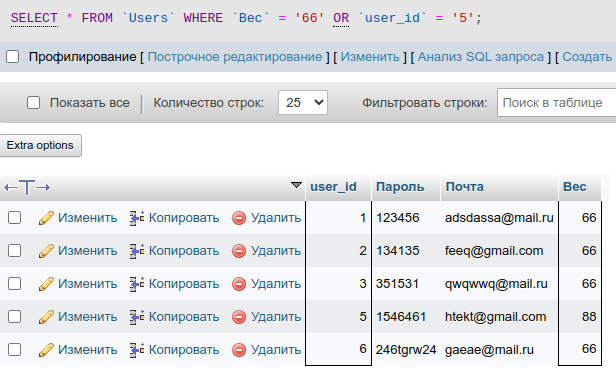 SELECT * FROM `Users` WHERE `Вес` = '66' OR `user_id` = '5';
Профилирование [ Построчное редактирование ] [ Изменить ] [ Анализ SQL запроса ] [ Создать
Показать все Количество строк: 25 Фильтровать строки: Поиск в таблице
Extra options
←T→ user_id Пароль Почта Вес
Изменить Копировать Удалить 1 123456 adsdassa@mail.ru 66
Изменить Копировать Удалить 2 134135 feeq@gmail.com 66
Изменить Копировать Удалить 3 351531 qwqwwq@mail.ru 66
Изменить Копировать Удалить 5 1546461 htekt@gmail.com 88
Изменить Копировать Удалить 6 246tgrw24 gaeae@mail.ru 66